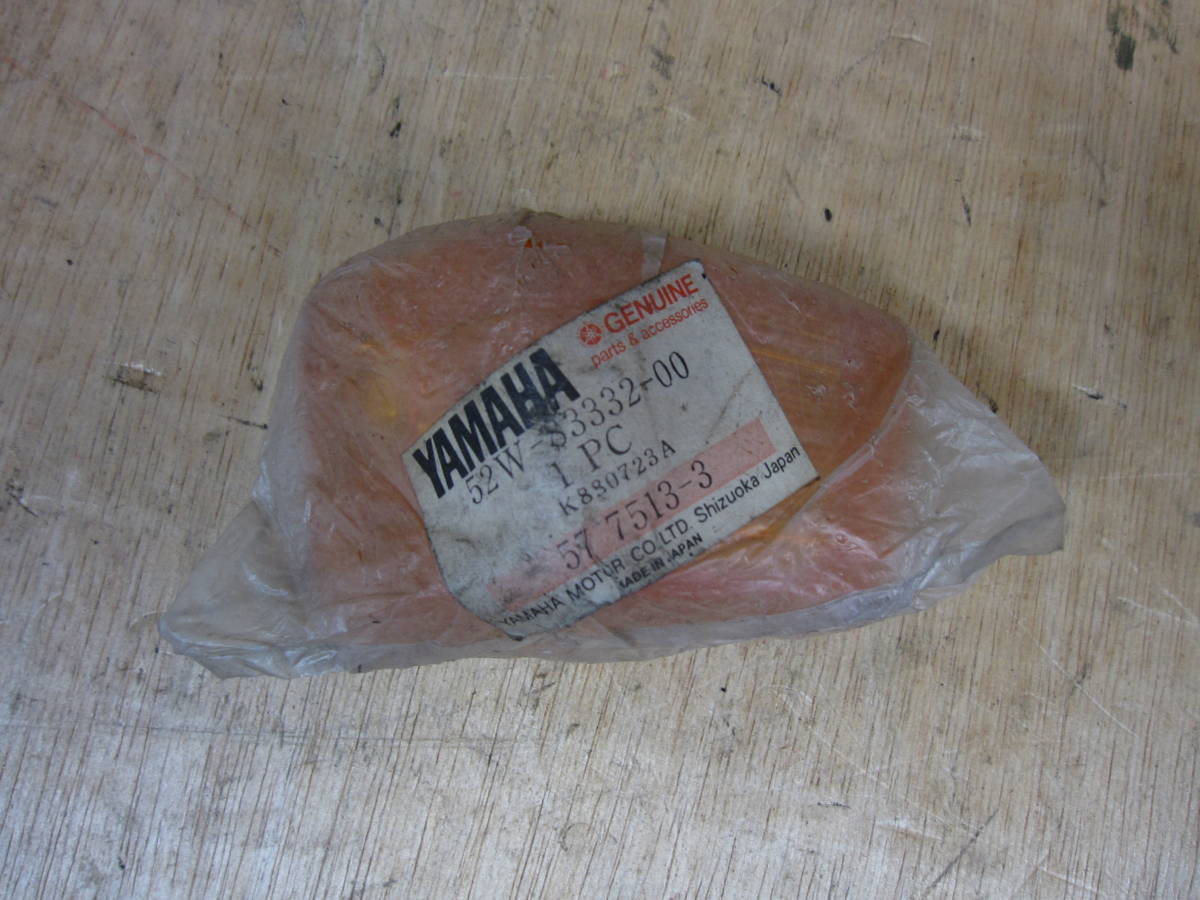 GENUINE
parts & accessories
YAMAHA
52W-83332-00
1 PC
K880723A
57 7513-3
YAMAHA MOTOR CO.LTD. Shizuoka Japan
MADE IN JAPAN